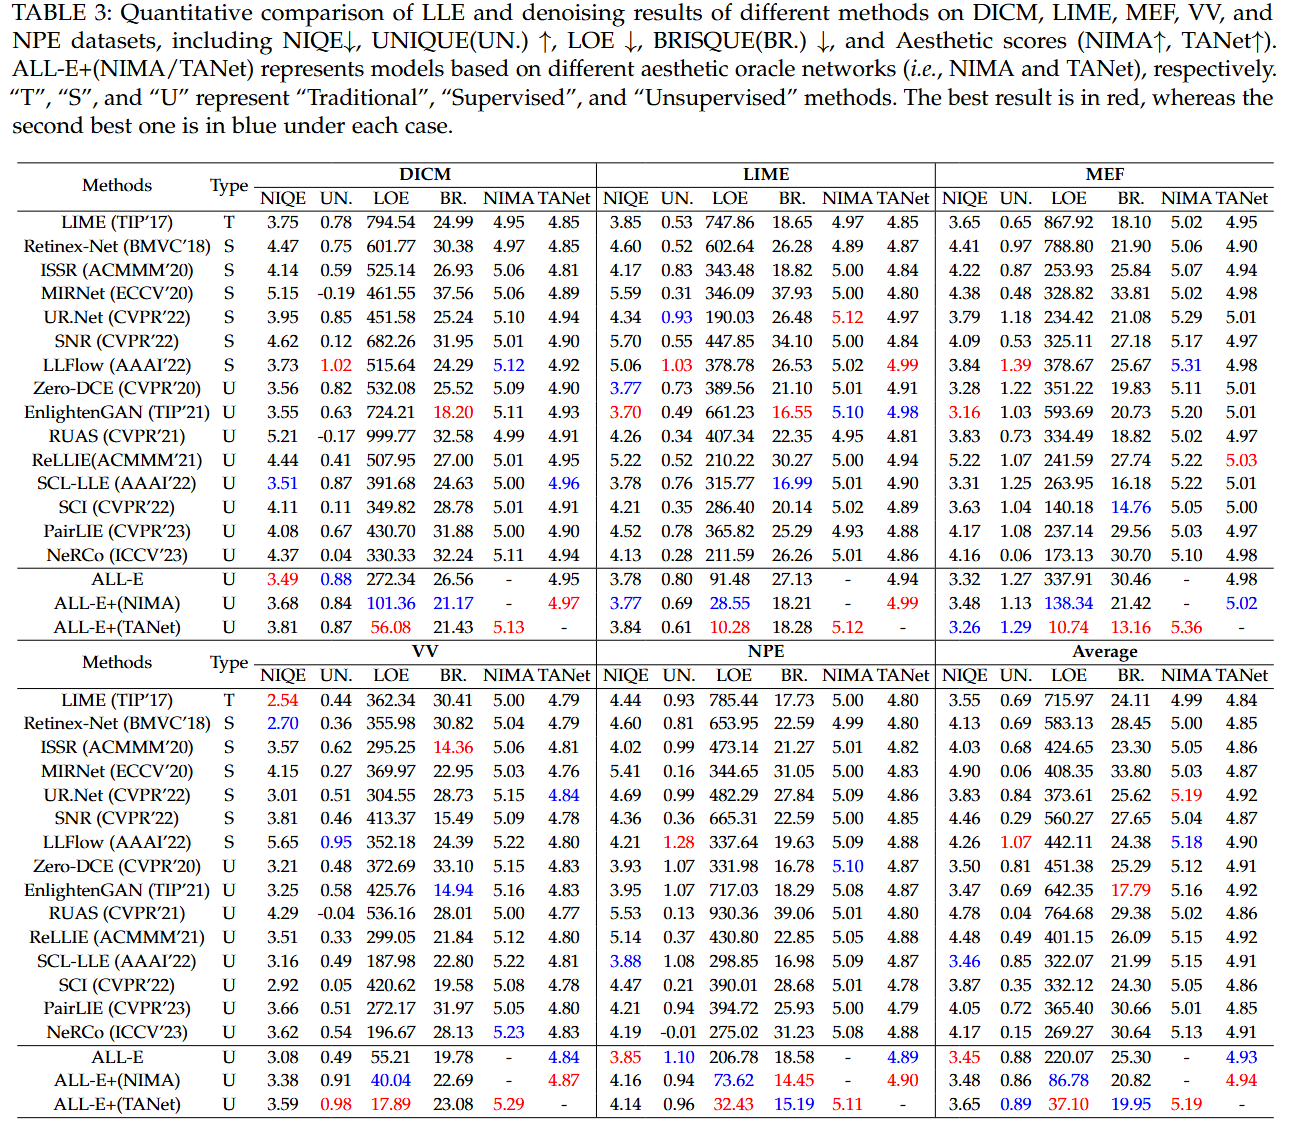 TABLE 3: Quantitative comparison of LLE and denoising results of different methods on DICM, LIME, MEF, VV, and
NPE datasets, including NIQE↓, UNIQUE(UN.) ↑, LOE ↓, BRISQUE(BR.) ↓, and Aesthetic scores (NIMA↑, TANet↑).
ALL-E+(NIMA/TANet) represents models based on different aesthetic oracle networks (i.e., NIMA and TANet), respectively.
“T”, “S”, and “U” represent “Traditional”, “Supervised”, and “Unsupervised” methods. The best result is in red, whereas the
second best one is in blue under each case.
Methods Type DICM LIME MEF
NIQE UN. LOE BR. NIMA TANet NIQE UN. LOE BR. NIMA TANet NIQE UN. LOE BR. NIMA TANet
LIME (TIP’17) T 3.75 0.78 794.54 24.99 4.95 4.85 3.85 0.53 747.86 18.65 4.97 4.85 3.65 0.65 867.92 18.10 5.02 4.95
Retinex-Net (BMVC’18) S 4.47 0.75 601.77 30.38 4.97 4.85 4.60 0.52 602.64 26.28 4.89 4.87 4.41 0.97 788.80 21.90 5.06 4.90
ISSR (ACMMM’20) S 4.14 0.59 525.14 26.93 5.06 4.81 4.17 0.83 343.48 18.82 5.00 4.84 4.22 0.87 253.93 25.84 5.07 4.94
MIRNet (ECCV’20) S 5.15 -0.19 461.55 37.56 5.06 4.89 5.59 0.31 346.09 37.93 5.00 4.80 4.38 0.48 328.82 33.81 5.02 4.98
UR.Net (CVPR’22) S 3.95 0.85 451.58 25.24 5.10 4.94 4.34 0.93 190.03 26.48 5.12 4.97 3.79 1.18 234.42 21.08 5.29 5.01
SNR (CVPR’22) S 4.62 0.12 682.26 31.95 5.01 4.90 5.70 0.55 447.85 34.10 5.00 4.84 4.09 0.53 325.11 27.18 5.17 4.97
LLFlow (AAAI’22) S 3.73 1.02 515.64 24.29 5.12 4.92 5.06 1.03 378.78 26.53 5.02 4.99 3.84 1.39 378.67 25.67 5.31 4.98
Zero-DCE (CVPR’20) U 3.56 0.82 532.08 25.52 5.09 4.90 3.77 0.73 389.56 21.10 5.01 4.91 3.28 1.22 351.22 19.83 5.11 5.01
EnlightenGAN (TIP’21) U 3.55 0.63 724.21 18.20 5.11 4.93 3.70 0.49 661.23 16.55 5.10 4.98 3.16 1.03 593.69 20.73 5.20 5.01
RUAS (CVPR’21) U 5.21 -0.17 999.77 32.58 4.99 4.91 4.26 0.34 407.34 22.35 4.95 4.81 3.83 0.73 334.49 18.82 5.02 4.97
ReLLIE(ACMMM’21) U 4.44 0.41 507.95 27.00 5.01 4.95 5.22 0.52 210.22 30.27 5.00 4.94 5.22 1.07 241.59 27.74 5.22 5.03
SCL-LLE (AAAI’22) U 3.51 0.87 391.68 24.63 5.00 4.96 3.78 0.76 315.77 16.99 5.01 4.90 3.31 1.25 263.95 16.18 5.22 5.01
SCI (CVPR’22) U 4.11 0.11 349.82 28.78 5.01 4.91 4.21 0.35 286.40 20.14 5.02 4.89 3.63 1.04 140.18 14.76 5.05 5.00
PairLIE (CVPR’23) U 4.08 0.67 430.70 31.88 5.00 4.90 4.52 0.78 365.82 25.29 4.93 4.88 4.17 1.08 237.14 29.56 5.03 4.97
NeRCo (ICCV’23) U 4.37 0.04 330.33 32.24 5.11 4.94 4.13 0.28 211.59 26.26 5.01 4.86 4.16 0.06 173.13 30.70 5.10 4.98
ALL-E U 3.49 0.88 272.34 26.56 - 4.95 3.78 0.80 91.48 27.13 - 4.94 3.32 1.27 337.91 30.46 - 4.98
ALL-E+(NIMA) U 3.68 0.84 101.36 21.17 - 4.97 3.77 0.69 28.55 18.21 - 4.99 3.48 1.13 138.34 21.42 - 5.02
ALL-E+(TANet) U 3.81 0.87 56.08 21.43 5.13 - 3.84 0.61 10.28 18.28 5.12 - 3.26 1.29 10.74 13.16 5.36 -
Methods Type VV NPE Average
NIQE UN. LOE BR. NIMA TANet NIQE UN. LOE BR. NIMA TANet NIQE UN. LOE BR. NIMA TANet
LIME (TIP’17) T 2.54 0.44 362.34 30.41 5.00 4.79 4.44 0.93 785.44 17.73 5.00 4.80 3.55 0.69 715.97 24.11 4.99 4.84
Retinex-Net (BMVC’18) S 2.70 0.36 355.98 30.82 5.04 4.79 4.60 0.81 653.95 22.59 4.99 4.80 4.13 0.69 583.13 28.45 5.00 4.85
ISSR (ACMMM’20) S 3.57 0.62 295.25 14.36 5.06 4.81 4.02 0.99 473.14 21.27 5.01 4.82 4.03 0.68 424.65 23.30 5.05 4.86
MIRNet (ECCV’20) S 4.15 0.27 369.97 22.95 5.03 4.76 5.41 0.16 344.65 31.05 5.00 4.83 4.90 0.06 408.35 33.80 5.03 4.87
UR.Net (CVPR’22) S 3.01 0.51 304.55 28.73 5.15 4.84 4.69 0.99 482.29 27.84 5.09 4.86 3.83 0.84 373.61 25.62 5.19 4.92
SNR (CVPR’22) S 3.81 0.46 413.37 15.49 5.09 4.78 4.36 0.36 665.31 22.59 5.00 4.85 4.46 0.29 560.27 27.65 5.04 4.87
LLFlow (AAAI’22) S 5.65 0.95 352.18 24.39 5.22 4.80 4.21 1.28 337.64 19.63 5.09 4.88 4.26 1.07 442.11 24.38 5.18 4.90
Zero-DCE (CVPR’20) U 3.21 0.48 372.69 33.10 5.15 4.83 3.93 1.07 331.98 16.78 5.10 4.87 3.50 0.81 451.38 25.29 5.12 4.91
EnlightenGAN (TIP’21) U 3.25 0.58 425.76 14.94 5.16 4.83 3.95 1.07 717.03 18.29 5.08 4.87 3.47 0.69 642.35 17.79 5.16 4.92
RUAS (CVPR’21) U 4.29 -0.04 536.16 28.01 5.00 4.77 5.53 0.13 930.36 39.06 5.01 4.80 4.78 0.04 764.68 29.38 5.02 4.86
ReLLIE (ACMMM’21) U 3.51 0.33 299.05 21.84 5.12 4.80 5.14 0.37 430.80 22.85 5.05 4.88 4.48 0.49 401.15 26.09 5.15 4.92
SCL-LLE (AAAI’22) U 3.16 0.49 187.98 22.80 5.22 4.81 3.88 1.08 298.85 16.98 5.09 4.87 3.46 0.85 322.07 21.99 5.15 4.91
SCI (CVPR’22) U 2.92 0.05 420.62 19.58 5.08 4.78 4.47 0.21 390.01 28.68 5.01 4.78 3.87 0.35 332.12 24.30 5.05 4.86
PairLIE (CVPR’23) U 3.66 0.51 272.17 31.97 5.05 4.80 4.21 0.94 394.72 25.93 5.00 4.79 4.05 0.72 365.40 30.66 5.01 4.85
NeRCo (ICCV’23) U 3.62 0.54 196.67 28.13 5.23 4.83 4.19 -0.01 275.02 31.23 5.08 4.88 4.17 0.15 269.27 30.64 5.13 4.91
ALL-E U 3.08 0.49 55.21 19.78 - 4.84 3.85 1.10 206.78 18.58 - 4.89 3.45 0.88 220.07 25.30 - 4.93
ALL-E+(NIMA) U 3.38 0.91 40.04 22.69 - 4.87 4.16 0.94 73.62 14.45 - 4.90 3.48 0.86 86.78 20.82 - 4.94
ALL-E+(TANet) U 3.59 0.98 17.89 23.08 5.29 - 4.14 0.96 32.43 15.19 5.11 - 3.65 0.89 37.10 19.95 5.19 -